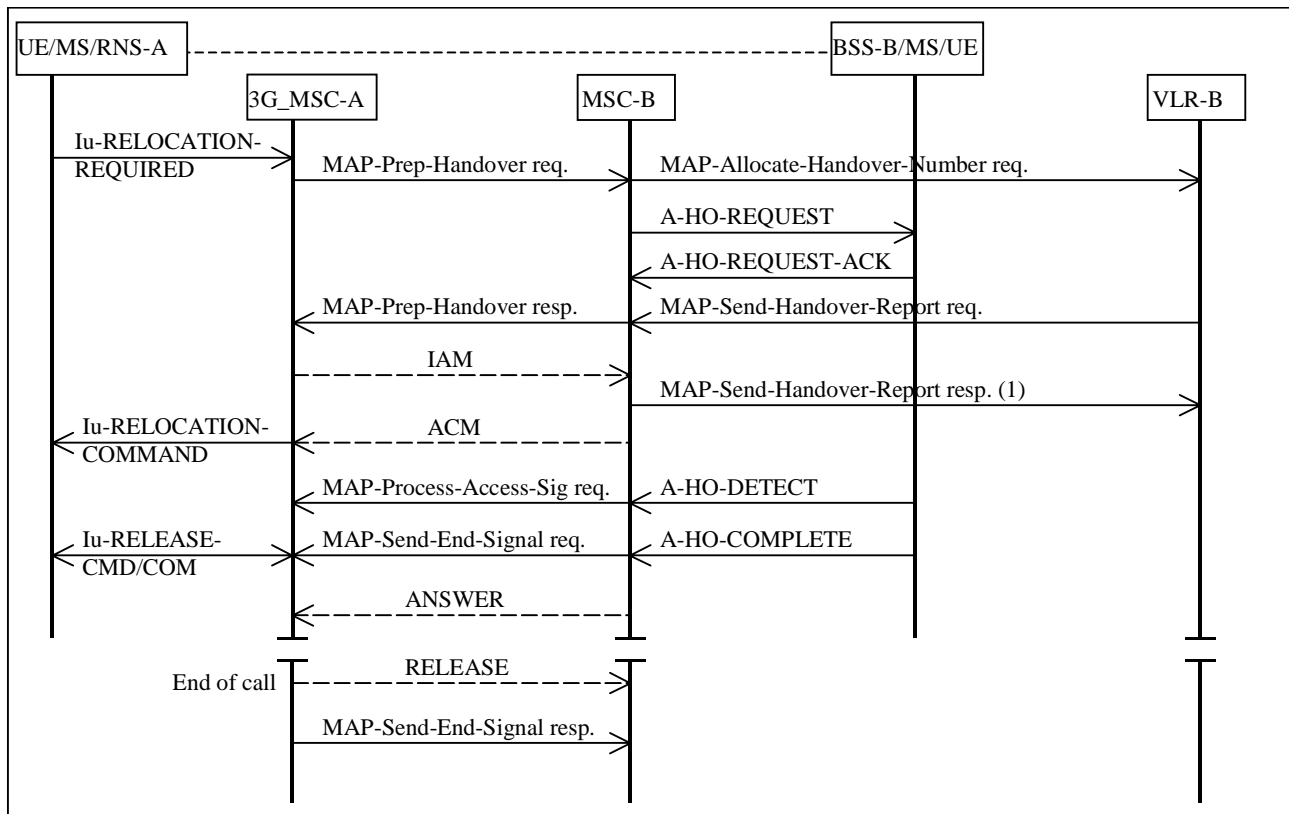 UE/MS/RNS-A
BSS-B/MS/UE
3G_MSC-A
MSC-B
VLR-B
Iu-RELOCATION-
REQUIRED
MAP-Prep-Handover req.
MAP-Allocate-Handover-Number req.
A-HO-REQUEST
A-HO-REQUEST-ACK
MAP-Prep-Handover resp.
MAP-Send-Handover-Report req.
IAM
MAP-Send-Handover-Report resp. (1)
Iu-RELOCATION-
COMMAND
ACM
MAP-Process-Access-Sig req.
A-HO-DETECT
Iu-RELEASE-
CMD/COM
MAP-Send-End-Signal req.
A-HO-COMPLETE
ANSWER
End of call
RELEASE
MAP-Send-End-Signal resp.